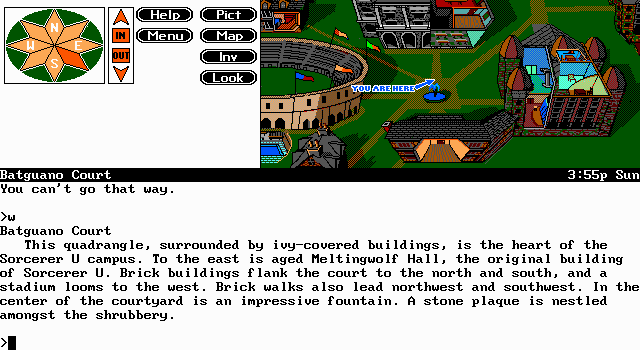 N
W E
S
IN
OUT
Help
Menu
Pict
Map
Inv
Look
YOU ARE HERE
Batguano Court 3:55p Sun
You can't go that way.
>w
Batguano Court
This quadrangle, surrounded by ivy-covered buildings, is the heart of the
Sorcerer U campus. To the east is aged Meltingwolf Hall, the original building
of Sorcerer U. Brick buildings flank the court to the north and south, and a
stadium looms to the west. Brick walks also lead northwest and southwest. In the
center of the courtyard is an impressive fountain. A stone plaque is nestled
amongst the shrubbery.
>